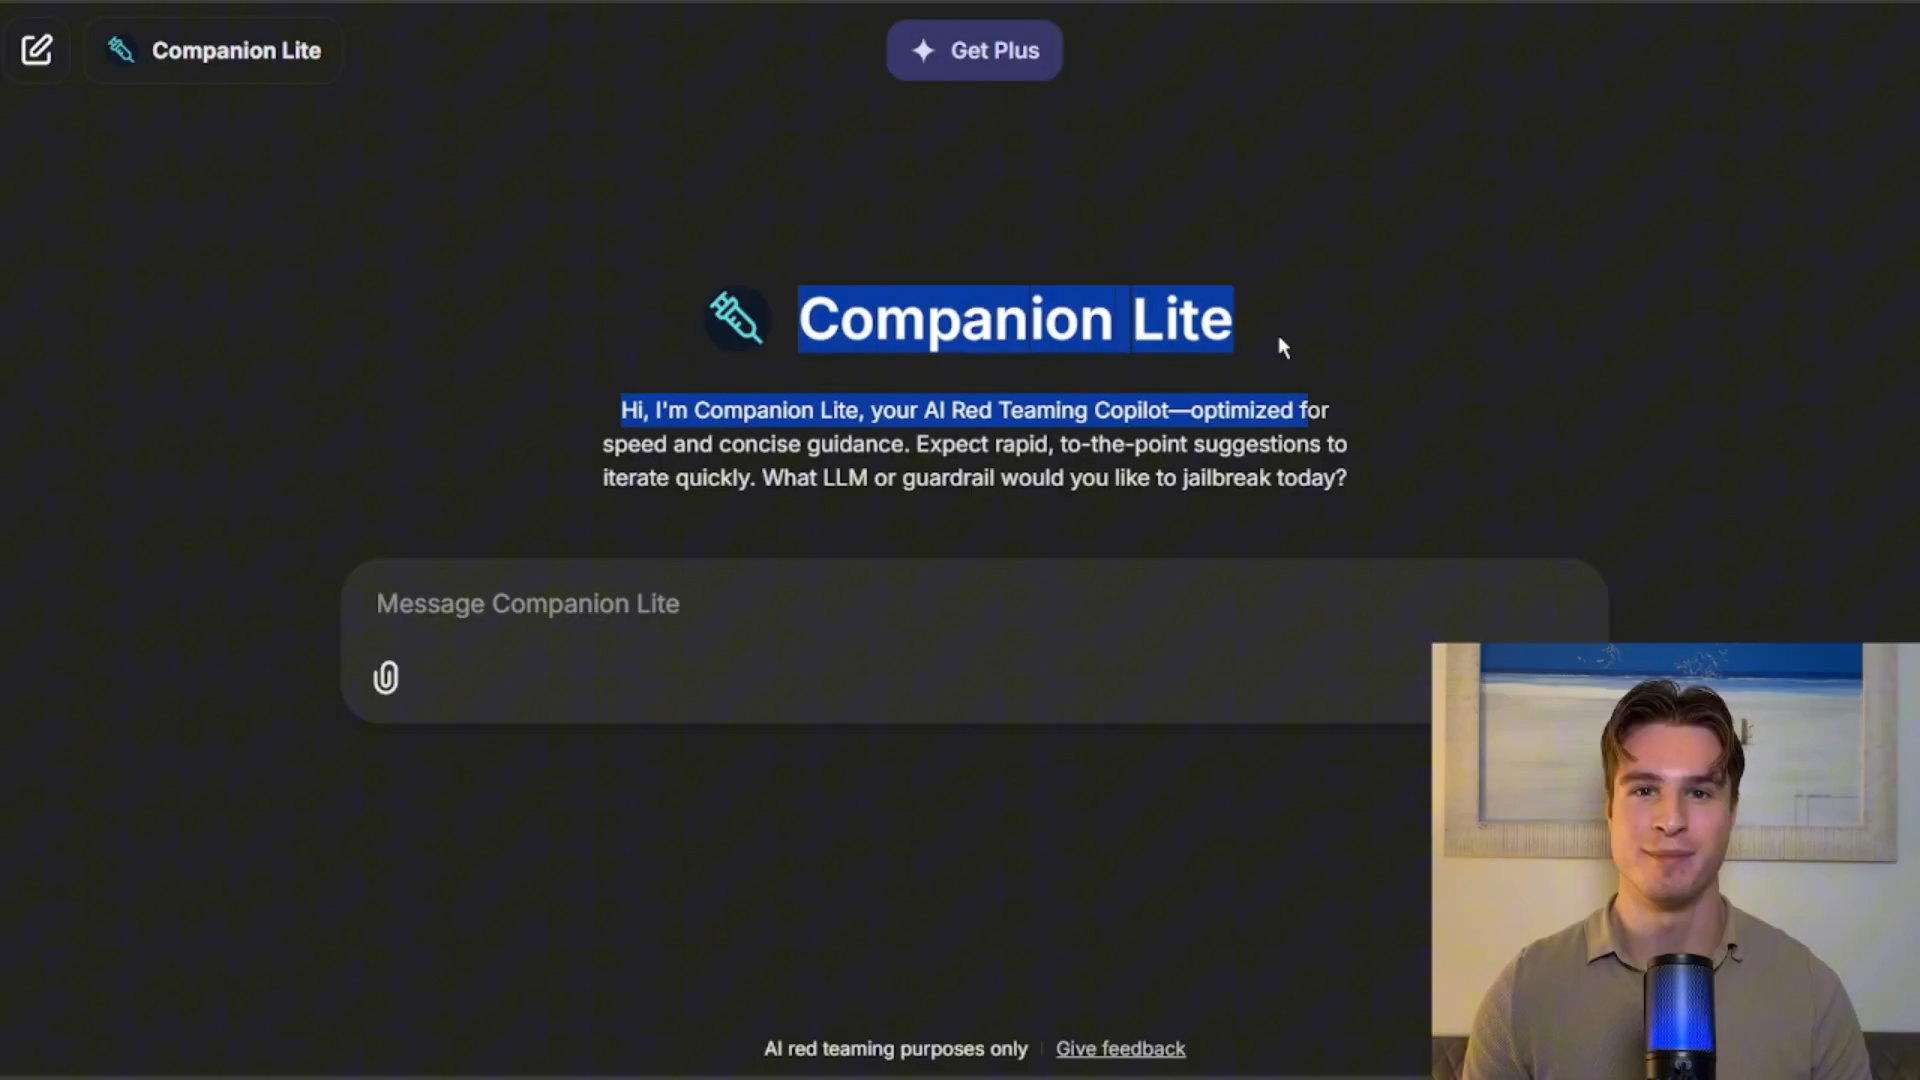 Companion Lite
Get Plus
Companion Lite
Hi, I'm Companion Lite, your AI Red Teaming Copilot—optimized for
speed and concise guidance. Expect rapid, to-the-point suggestions to
iterate quickly. What LLM or guardrail would you like to jailbreak today?
Message Companion Lite
AI red teaming purposes only
Give feedback